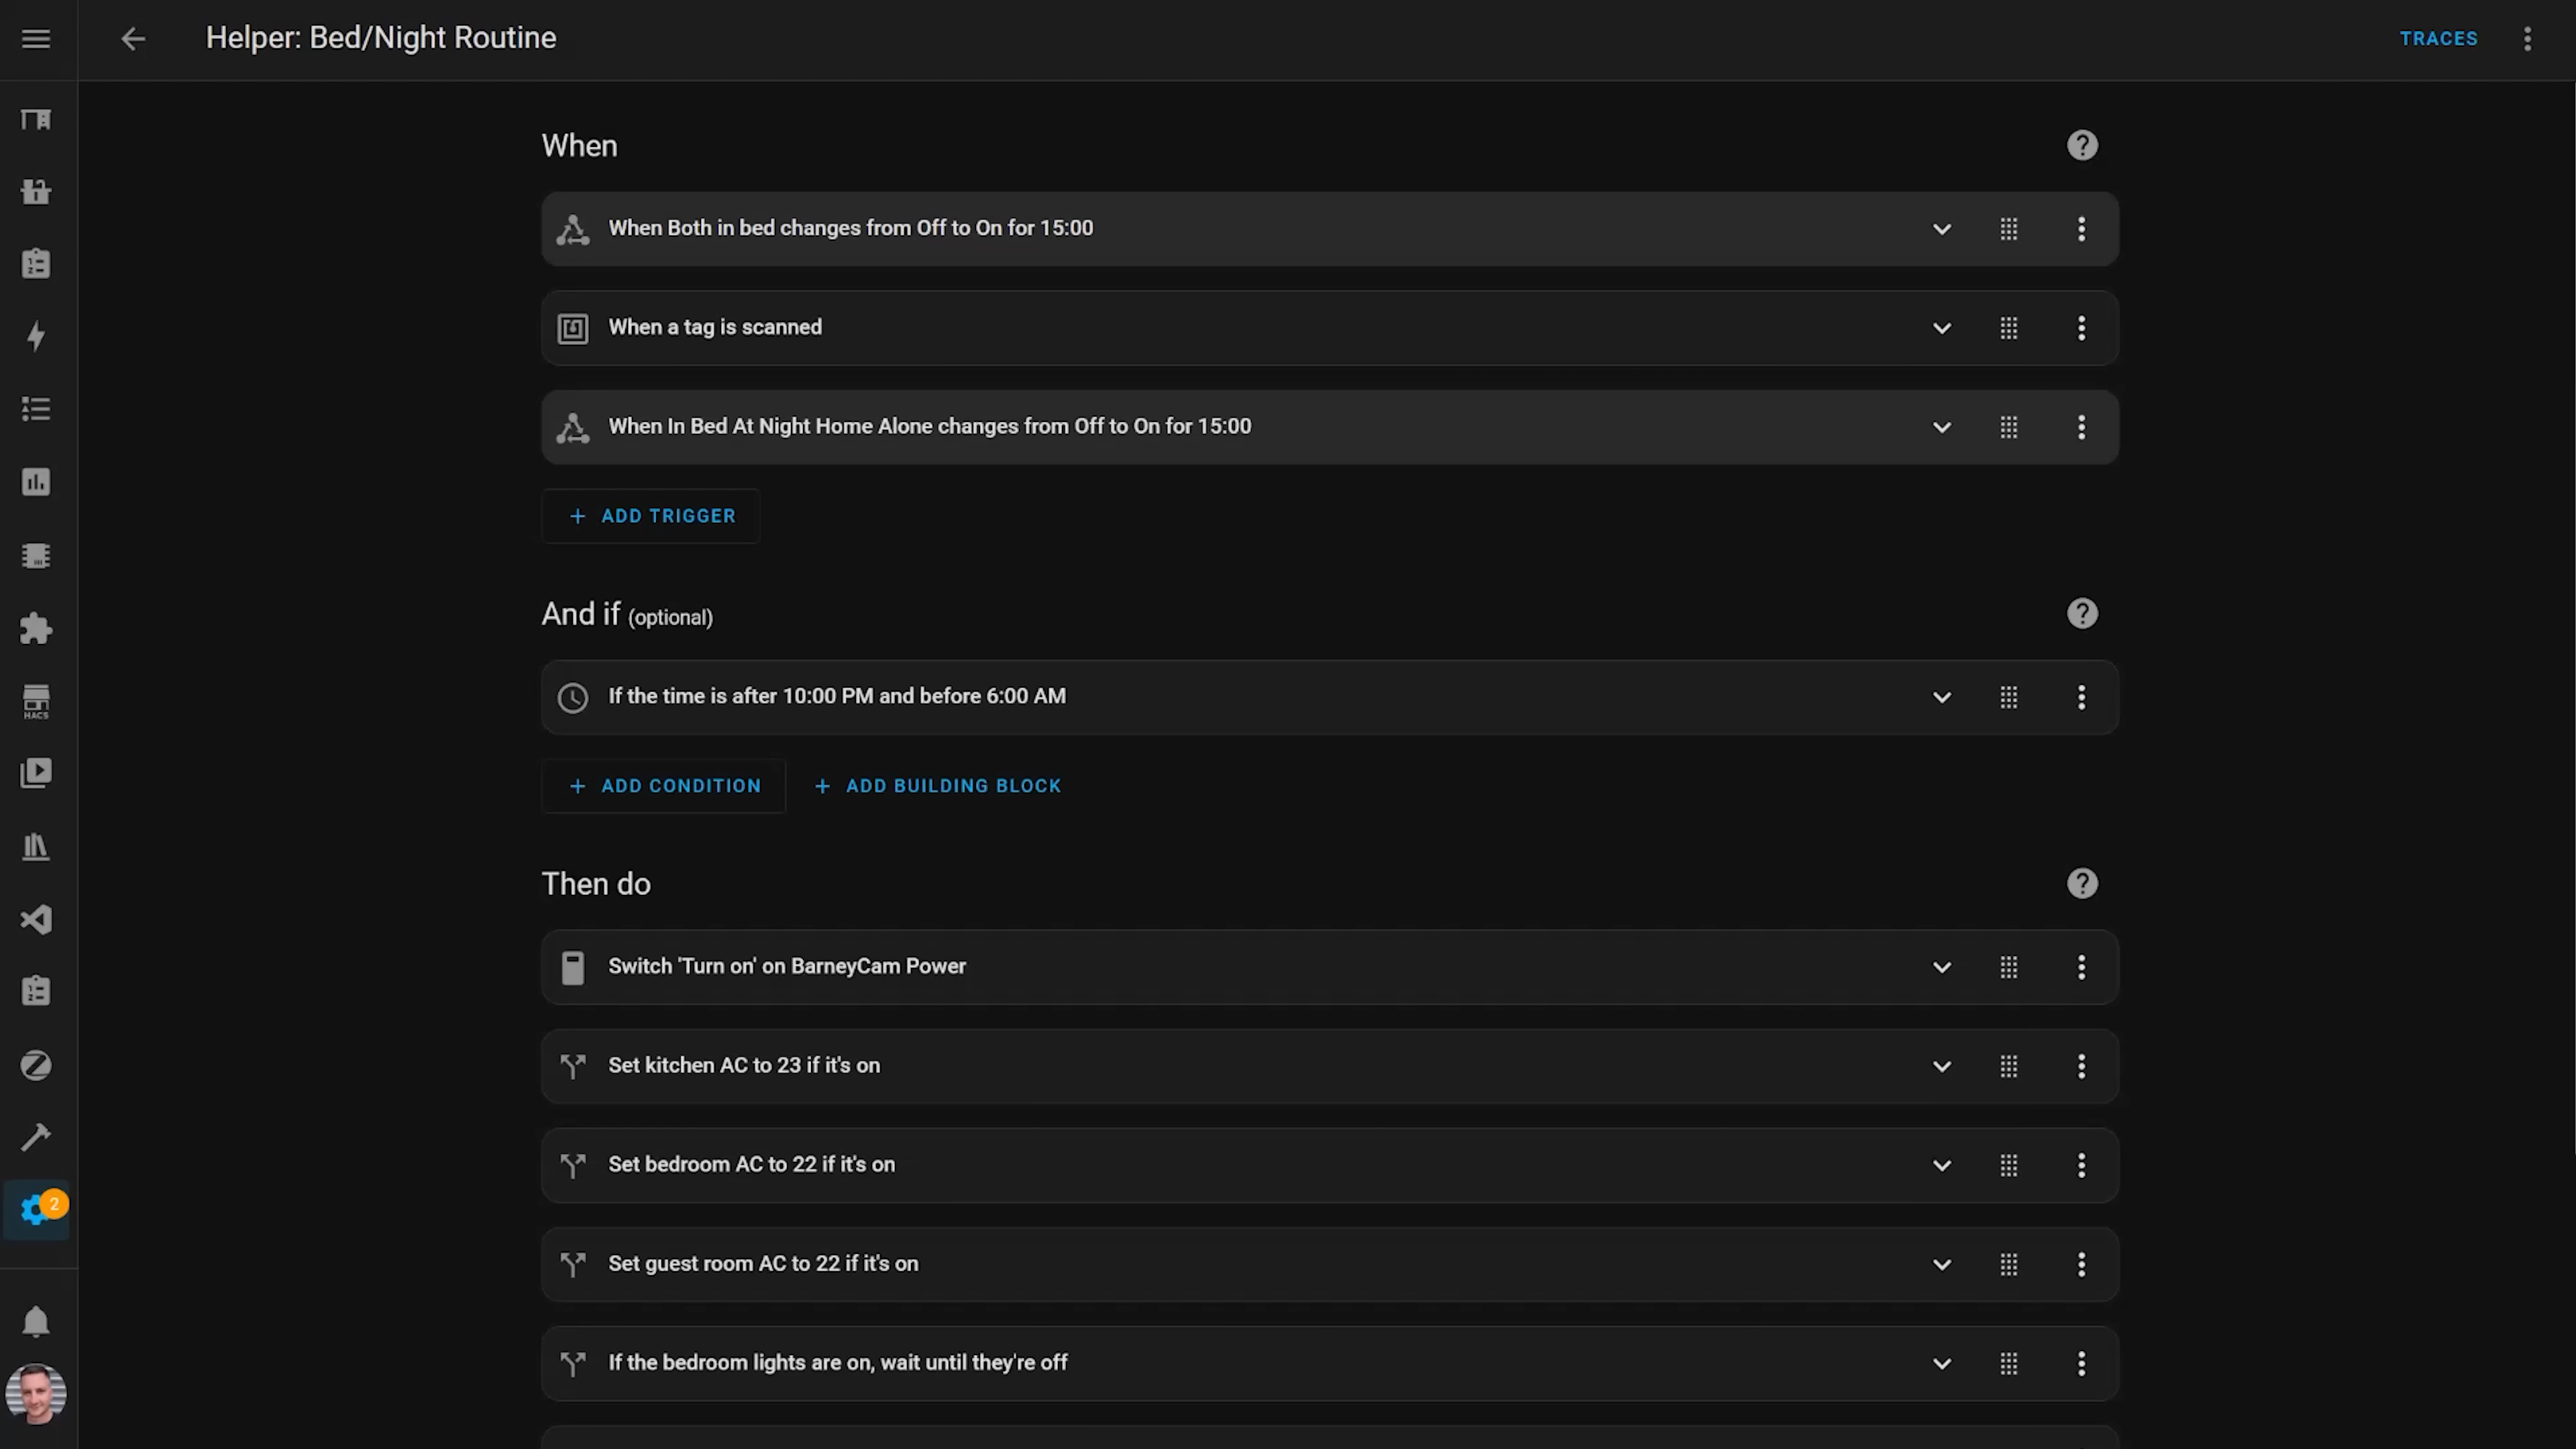 Helper: Bed/Night Routine
TRACES
When
When Both in bed changes from Off to On for 15:00
When a tag is scanned
When In Bed At Night Home Alone changes from Off to On for 15:00
+ ADD TRIGGER
And if (optional)
If the time is after 10:00 PM and before 6:00 AM
+ ADD CONDITION + ADD BUILDING BLOCK
Then do
Switch 'Turn on' on BarneyCam Power
Set kitchen AC to 23 if it's on
Set bedroom AC to 22 if it's on
Set guest room AC to 22 if it's on
If the bedroom lights are on, wait until they're off
HACS
2